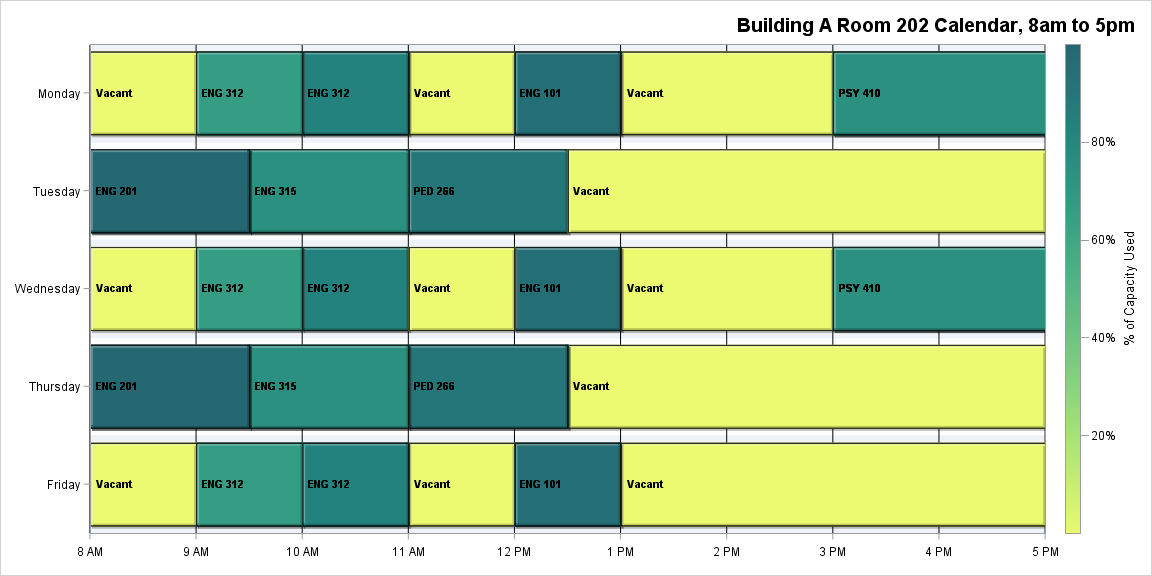 Building A Room 202 Calendar, 8am to 5pm
Monday
Vacant
ENG 312
ENG 312
Vacant
ENG 101
Vacant
PSY 410
Tuesday
ENG 201
ENG 315
PED 266
Vacant
Wednesday
Vacant
ENG 312
ENG 312
Vacant
ENG 101
Vacant
PSY 410
Thursday
ENG 201
ENG 315
PED 266
Vacant
Friday
Vacant
ENG 312
ENG 312
Vacant
ENG 101
Vacant
8 AM
9 AM
10 AM
11 AM
12 PM
1 PM
2 PM
3 PM
4 PM
5 PM
80%
60%
40%
20%
% of Capacity Used